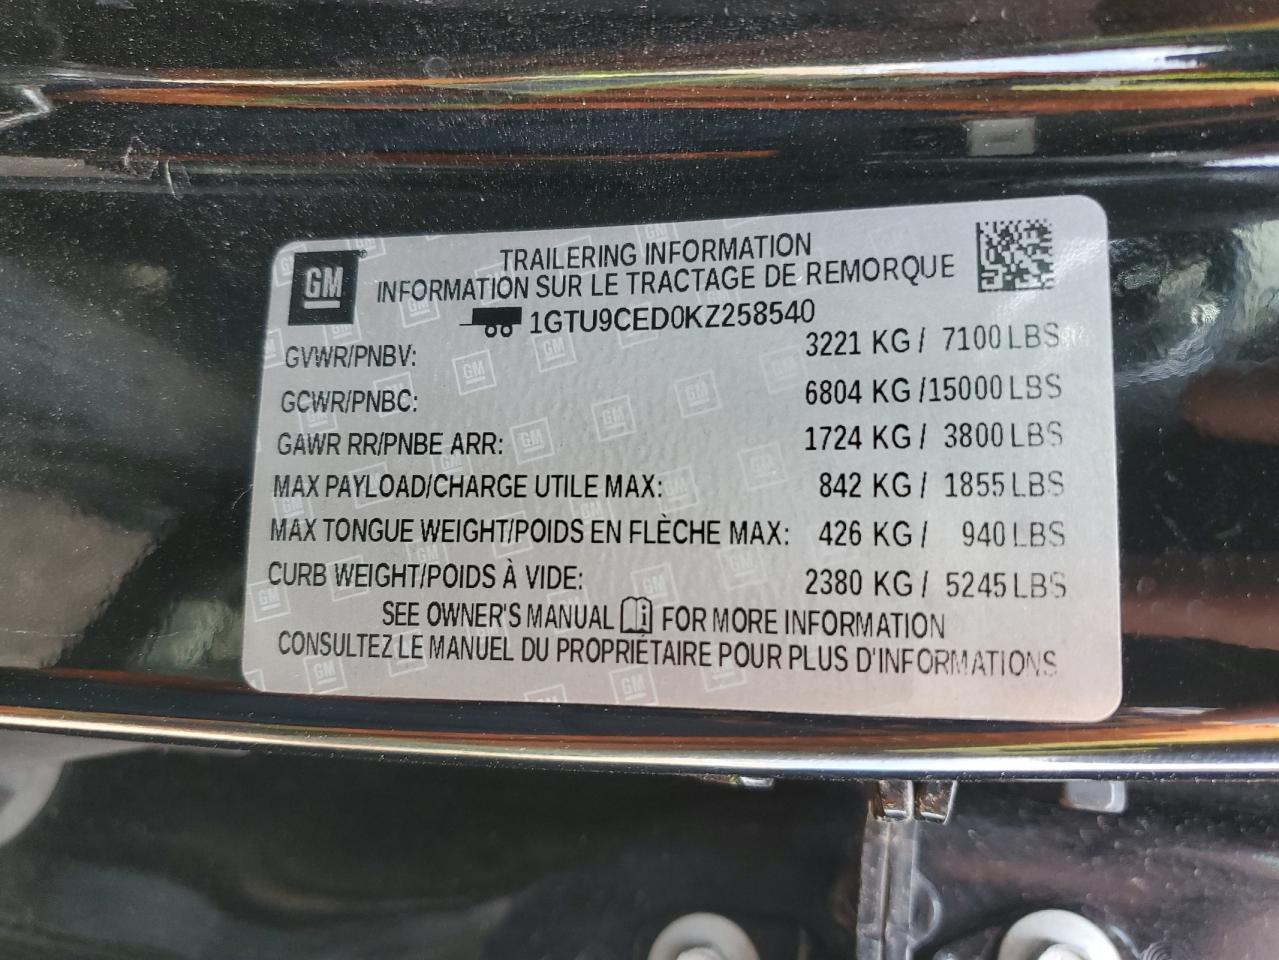 GM
TRAILERING INFORMATION
INFORMATION SUR LE TRACTAGE DE REMORQUE
1GTU9CED0KZ258540
GVWR/PNBV: 3221 KG / 7100 LBS
GCWR/PNBC: 6804 KG /15000 LBS
GAWR RR/PNBE ARR: 1724 KG / 3800 LBS
MAX PAYLOAD/CHARGE UTILE MAX: 842 KG / 1855 LBS
MAX TONGUE WEIGHT/POIDS EN FLÈCHE MAX: 426 KG / 940 LBS
CURB WEIGHT/POIDS À VIDE: 2380 KG / 5245 LBS
SEE OWNER'S MANUAL FOR MORE INFORMATION
CONSULTEZ LE MANUEL DU PROPRIÉTAIRE POUR PLUS D'INFORMATIONS